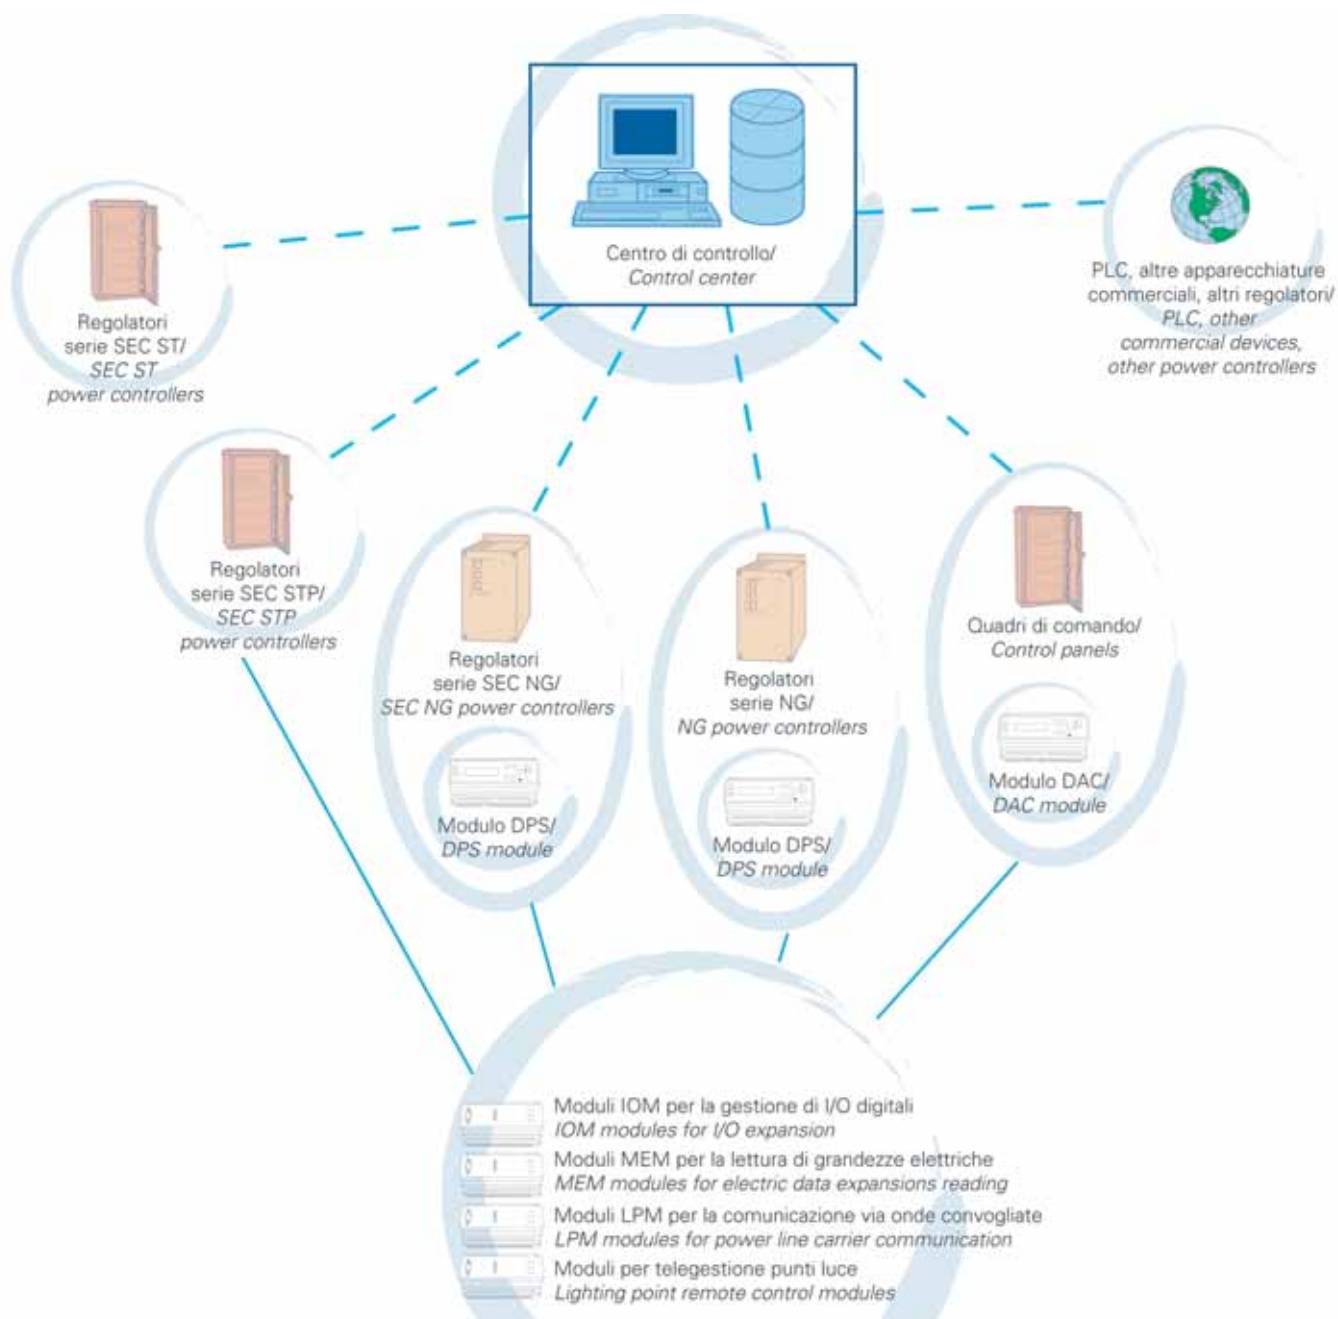 Centro di controllo/
Control center
PLC, altre apparecchiature
commerciali, altri regolatori/
PLC, other
commercial devices,
other power controllers
Regolatori
serie SEC ST/
SEC ST
power controllers
Regolatori
serie SEC STP/
SEC STP
power controllers
Regolatori
serie SEC NG/
SEC NG power controllers
Modulo DPS/
DPS module
Regolatori
serie NG/
NG power controllers
Modulo DPS/
DPS module
Quadri di comando/
Control panels
Modulo DAC/
DAC module
Moduli IOM per la gestione di I/O digitali
IOM modules for I/O expansion
Moduli MEM per la lettura di grandezze elettriche
MEM modules for electric data expansions reading
Moduli LPM per la comunicazione via onde convogliate
LPM modules for power line carrier communication
Moduli per telegestione punti luce
Lighting point remote control modules